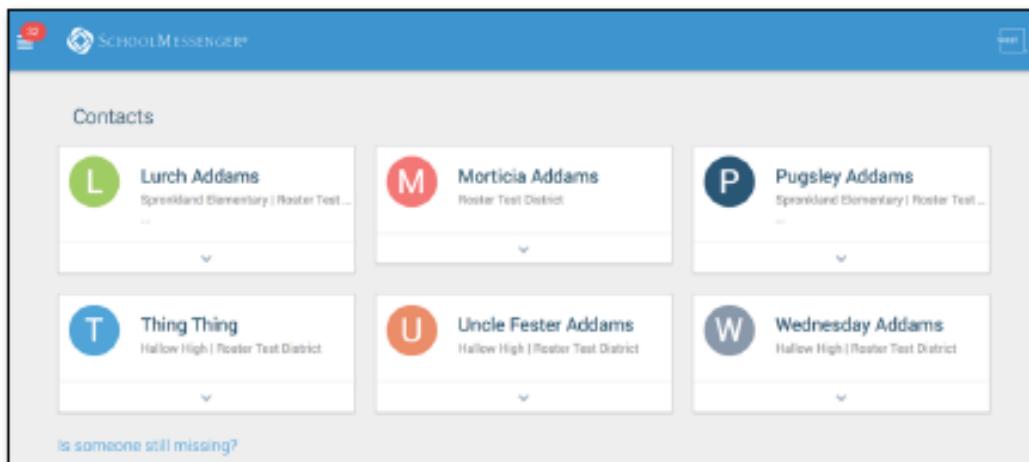 32
SCHOOLMESSENGER®
WEST
Contacts
L
Lurch Addams
Spronkland Elementary | Roster Test ...
...
M
Morticia Addams
Roster Test District
P
Pugsley Addams
Spronkland Elementary | Roster Test ...
...
T
Thing Thing
Hallow High | Roster Test District
U
Uncle Fester Addams
Hallow High | Roster Test District
W
Wednesday Addams
Hallow High | Roster Test District
Is someone still missing?